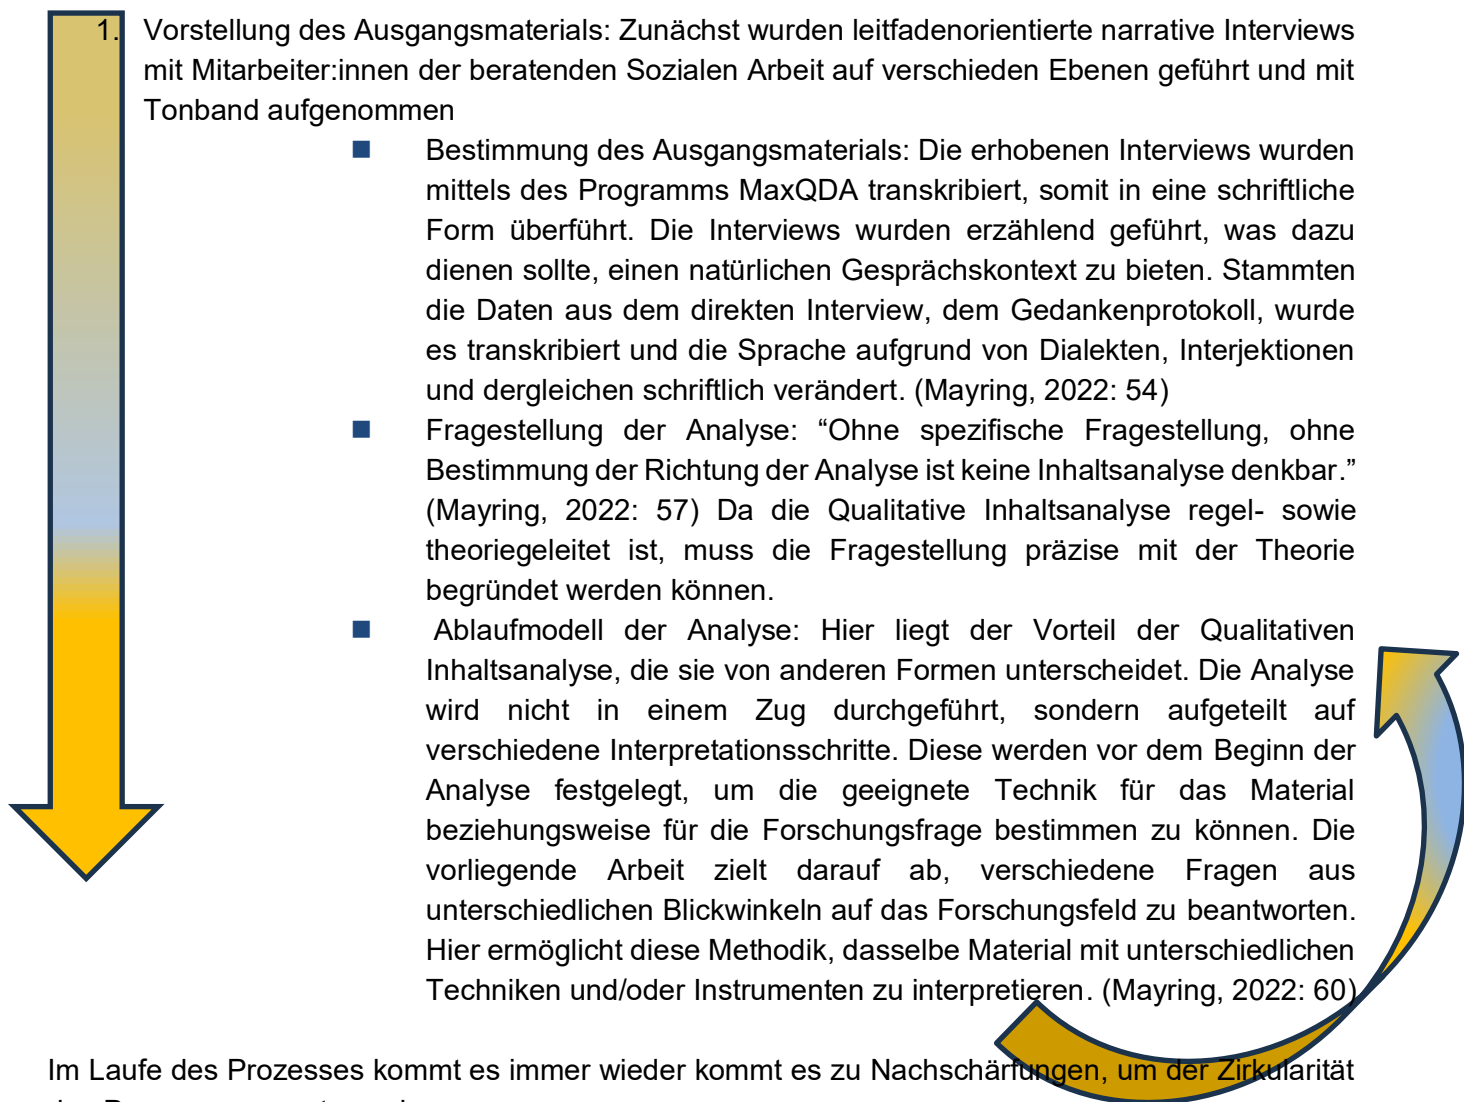 1. Vorstellung des Ausgangsmaterials: Zunächst wurden leitfadenorientierte narrative Interviews
mit Mitarbeiter:innen der beratenden Sozialen Arbeit auf verschieden Ebenen geführt und mit
Tonband aufgenommen
■ Bestimmung des Ausgangsmaterials: Die erhobenen Interviews wurden
mittels des Programms MaxQDA transkribiert, somit in eine schriftliche
Form überführt. Die Interviews wurden erzählend geführt, was dazu
dienen sollte, einen natürlichen Gesprächskontext zu bieten. Stammten
die Daten aus dem direkten Interview, dem Gedankenprotokoll, wurde
es transkribiert und die Sprache aufgrund von Dialekten, Interjektionen
und dergleichen schriftlich verändert. (Mayring, 2022: 54)
■ Fragestellung der Analyse: “Ohne spezifische Fragestellung, ohne
Bestimmung der Richtung der Analyse ist keine Inhaltsanalyse denkbar.”
(Mayring, 2022: 57) Da die Qualitative Inhaltsanalyse regel- sowie
theoriegeleitet ist, muss die Fragestellung präzise mit der Theorie
begründet werden können.
■ Ablaufmodell der Analyse: Hier liegt der Vorteil der Qualitativen
Inhaltsanalyse, die sie von anderen Formen unterscheidet. Die Analyse
wird nicht in einem Zug durchgeführt, sondern aufgeteilt auf
verschiedene Interpretationsschritte. Diese werden vor dem Beginn der
Analyse festgelegt, um die geeignete Technik für das Material
beziehungsweise für die Forschungsfrage bestimmen zu können. Die
vorliegende Arbeit zielt darauf ab, verschiedene Fragen aus
unterschiedlichen Blickwinkeln auf das Forschungsfeld zu beantworten.
Hier ermöglicht diese Methodik, dasselbe Material mit unterschiedlichen
Techniken und/oder Instrumenten zu interpretieren. (Mayring, 2022: 60)
Im Laufe des Prozesses kommt es immer wieder kommt es zu Nachschärfungen, um der Zirkularität